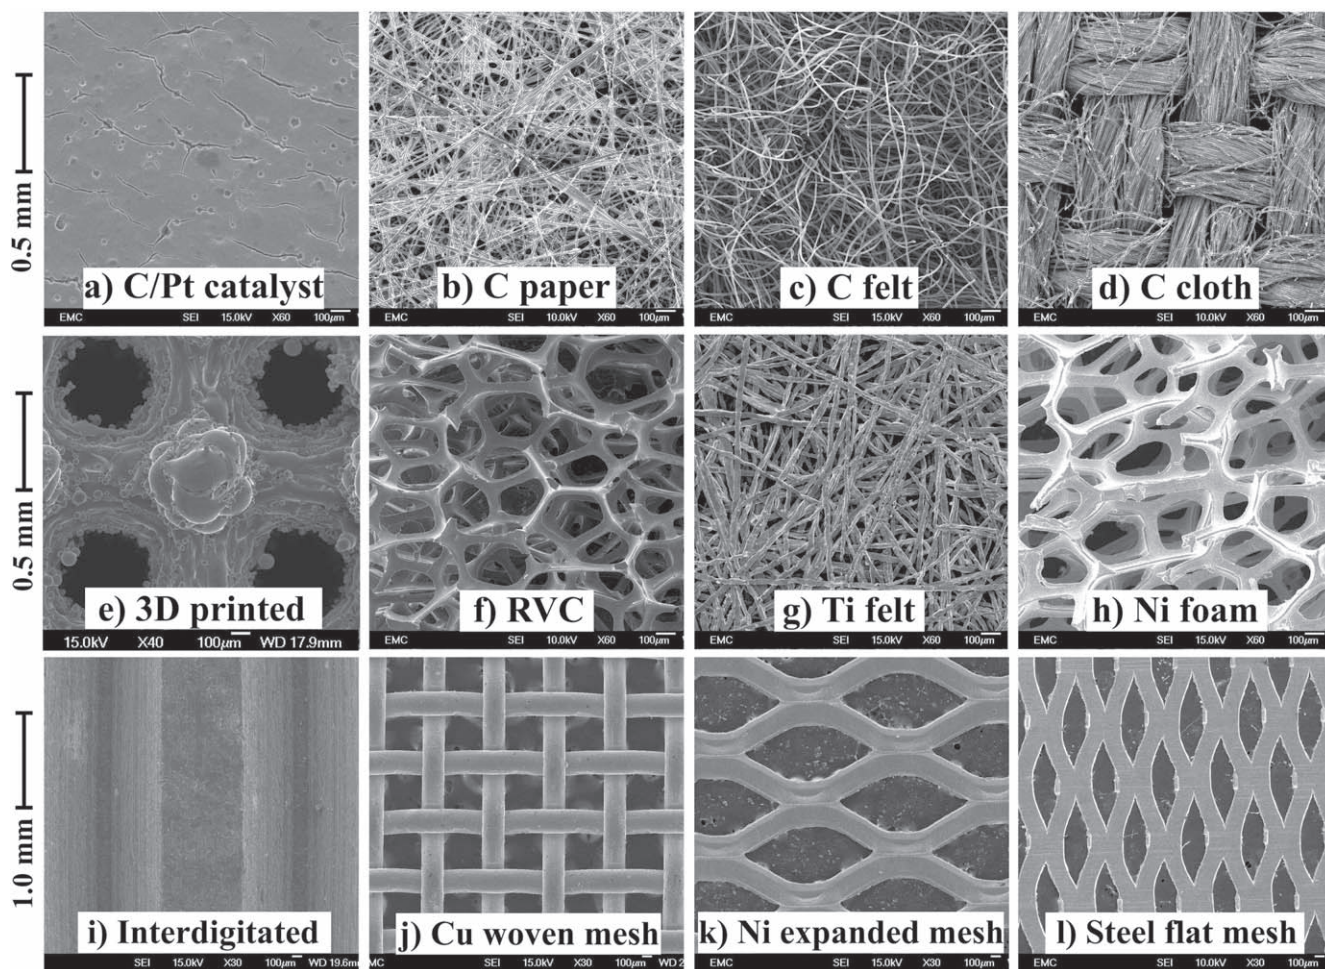 0.5 mm
a) C/Pt catalyst
EMC SEI 15.0kV X60 100μm
b) C paper
EMC SEI 10.0kV X60 100μm
c) C felt
EMC SEI 10.0kV X60 100μm
d) C cloth
EMC SEI 10.0kV X60 100μm
0.5 mm
e) 3D printed
15.0kV X40 100μm WD 17.9mm
f) RVC
EMC SEI 10.0kV X60 100μm
g) Ti felt
EMC SEI 15.0kV X60 100μm
h) Ni foam
EMC SEI 15.0kV X60 100μm
1.0 mm
i) Interdigitated
SEI 15.0kV X30 100μm WD 19.6m
j) Cu woven mesh
EMC SEI 15.0kV X30 100μm WD 2
k) Ni expanded mesh
EMC SEI 15.0kV X30 100μm
l) Steel flat mesh
EMC SEI 10.0kV X30 100μm